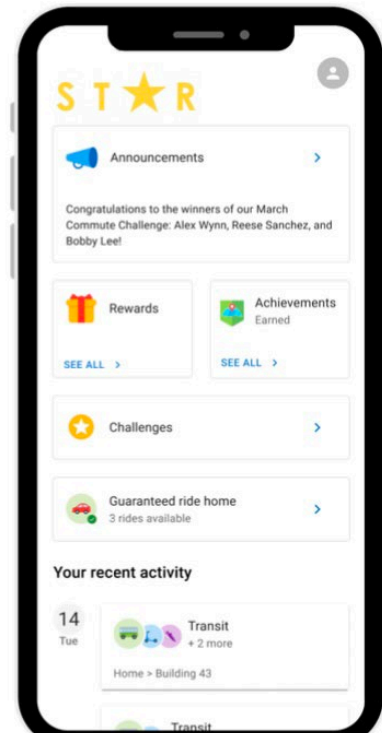 STAR
Announcements
Congratulations to the winners of our March
Commute Challenge: Alex Wynn, Reese Sanchez, and
Bobby Lee!
Rewards
SEE ALL
Achievements
Earned
SEE ALL
Challenges
Guaranteed ride home
3 rides available
Your recent activity
14
Tue
Transit
+ 2 more
Home > Building 43
Transit